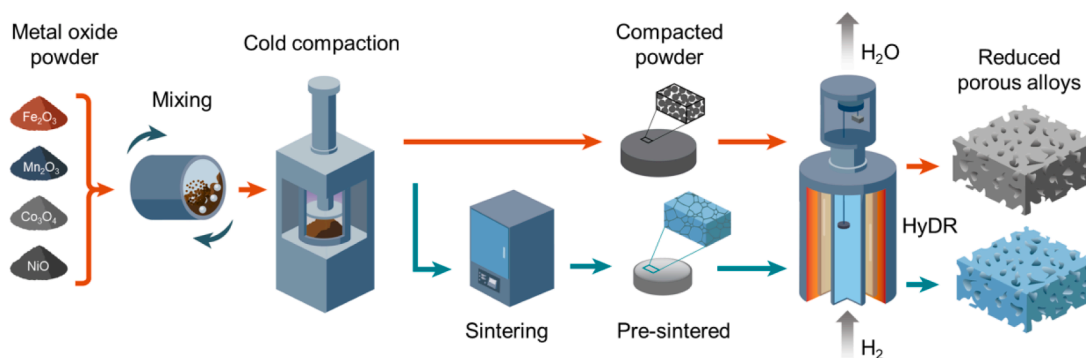 Metal oxide
powder
Fe₂O₃
Mn₂O₃
Co₃O₄
NiO
Mixing
Cold compaction
Sintering
Compacted
powder
Pre-sintered
H₂O
HyDR
H₂
Reduced
porous alloys